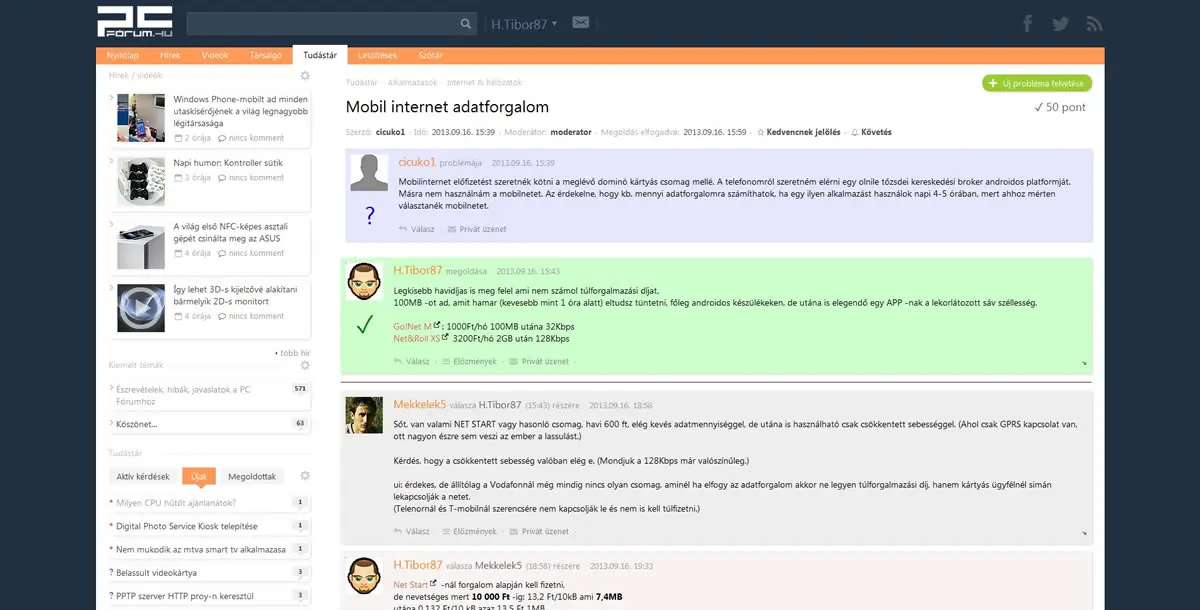 PC
FÓRUM.4U
H.Tibor87
Nyitólap Hírek Videók Társalgó Tudástár Letöltések Szótár
Hírek / videók
Windows Phone-mobilt ad minden
utaskísérőjének a világ legnagyobb
légitársasága
2 órája nincs komment
Napi humor: Kontroller sütik
3 órája nincs komment
A világ első NFC-képes asztali
gépét csinálta meg az ASUS
4 órája nincs komment
Így lehet 3D-s kijelzővé alakítani
bármelyik 2D-s monitort
4 órája nincs komment
• több hír
Kiemelt témák
Észrevételek, hibák, javaslatok a PC
Fórumhoz
571
Köszönet...
63
Tudástár
Aktív kérdések Újak Megoldottak
* Milyen CPU hűtőt ajánlanátok? 1
* Digital Photo Service Kiosk telepítése 1
* Nem mukodik az mtva smart tv alkalmazasa 1
? Belassult videokártya 3
? PPTP szerver HTTP proy-n keresztül 3
Tudástár · Alkalmazások · Internet & hálózatok
+ Új probléma felvetése
Mobil internet adatforgalom
✓ 50 pont
Szerző: cicuko1 · Idő: 2013.09.16. 15:39 · Moderátor: moderator · Megoldás elfogadva: 2013.09.16. 15:59 · Kedvencnek jelölés · Követés
cicuko1 problémája 2013.09.16. 15:39
Mobilinternet előfizetést szeretnék kötni a meglévő dominó kártyás csomag mellé. A telefonomról szeretném elérni egy olnile tőzsdei kereskedési broker androidos platformját.
Másra nem használnám a mobilnetet. Az érdekelne, hogy kb. mennyi adatforgalomra számíthatok, ha egy ilyen alkalmazást használok napi 4-5 órában, mert ahhoz mérten
választanék mobilnetet.
?
Válasz · Privát üzenet
H.Tibor87 megoldása 2013.09.16. 15:43
Legkisebb havidíjas is meg felel ami nem számol túlforgalmazási díjat.
100MB -ot ad, amit hamar (kevesebb mint 1 óra alatt) eltudsz tüntetni, főleg androidos készülékeken, de utána is elegendő egy APP -nak a lekorlátozott sáv szélesség.
Go!Net M : 1000Ft/hó 100MB utána 32Kbps
Net&Roll XS 3200Ft/hó 2GB után 128Kbps
Válasz · Előzmények · Privát üzenet ·
Mekkelek5 válasza H.Tibor87 (15:43) részére 2013.09.16. 18:58
Sőt, van valami NET START vagy hasonló csomag, havi 600 ft, elég kevés adatmennyiséggel, de utána is használható csak csökkentett sebességgel. (Ahol csak GPRS kapcsolat van,
ott nagyon észre sem veszi az ember a lassulást.)
Kérdés, hogy a csökkentett sebesség valóban elég e. (Mondjuk a 128Kbps már valószínűleg.)
ui: érdekes, de állítólag a Vodafonnál még mindig nincs olyan csomag, aminél ha elfogy az adatforgalom akkor ne legyen túlforgalmazási díj, hanem kártyás ügyfélnél simán
lekapcsolják a netet.
(Telenornál és T-mobilnál szerencsére nem kapcsolják le és nem is kell túlfizetni.)
Válasz · Előzmények · Privát üzenet ·
H.Tibor87 válasza Mekkelek5 (18:58) részére 2013.09.16. 19:33
Net Start -nál forgalom alapján kell fizetni,
de nevetséges mert 10 000 Ft -ig: 13,2 Ft/10kB ami 7,4MB
utána 0,132 Ft/10 kB azaz 13,5 Ft 1MB